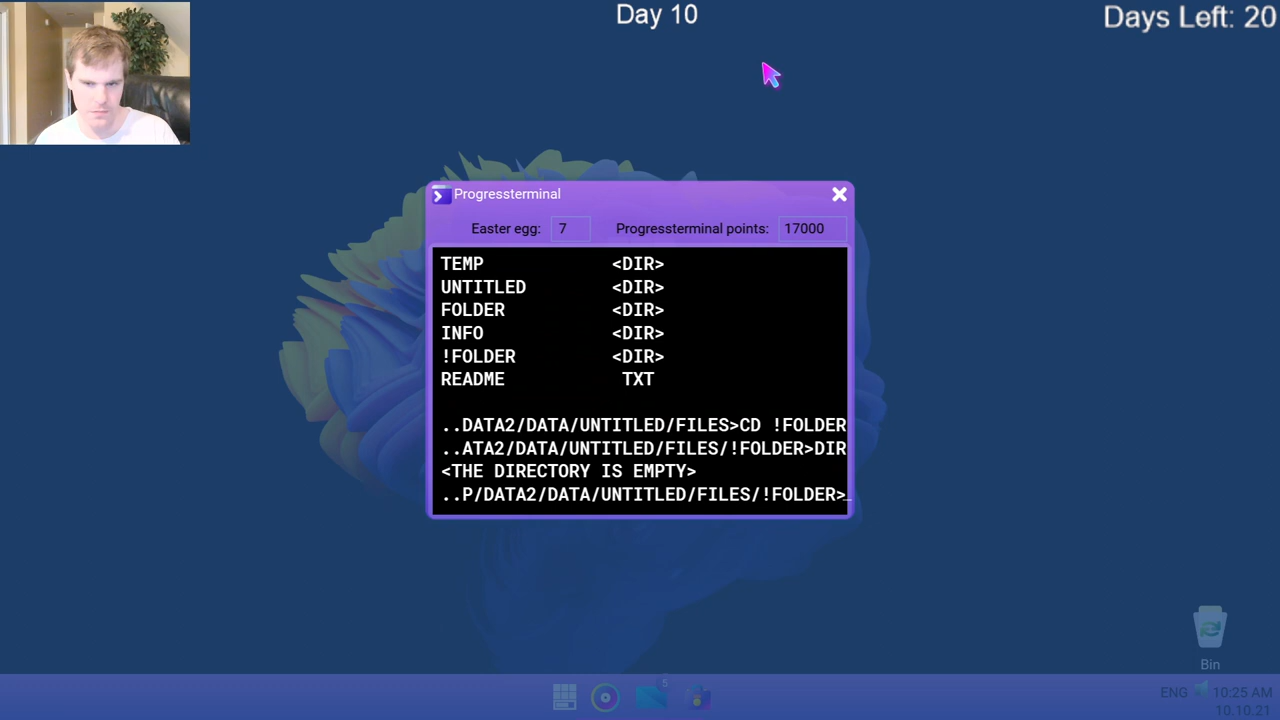 Day 10
Days Left: 20
Progressterminal
Easter egg: 7 Progressterminal points: 17000
TEMP <DIR>
UNTITLED <DIR>
FOLDER <DIR>
INFO <DIR>
!FOLDER <DIR>
README TXT
..DATA2/DATA/UNTITLED/FILES>CD !FOLDER
..ATA2/DATA/UNTITLED/FILES/!FOLDER>DIR
<THE DIRECTORY IS EMPTY>
..P/DATA2/DATA/UNTITLED/FILES/!FOLDER>_
Bin
5
ENG 10:25 AM
10.10.21